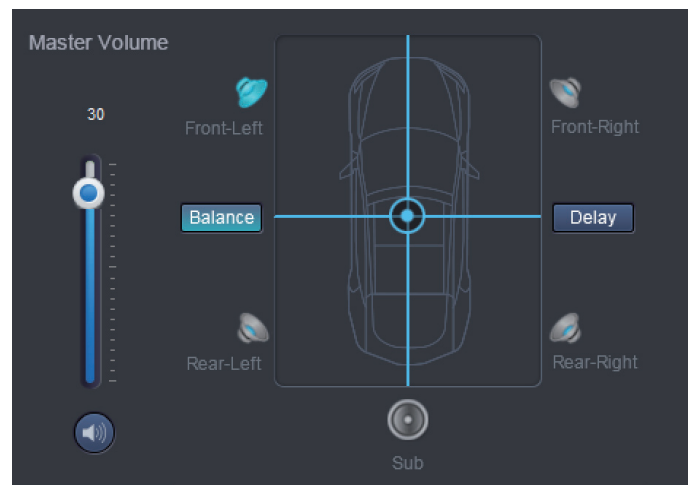 Master Volume
30
Front-Left
Front-Right
Balance
Delay
Rear-Left
Rear-Right
Sub